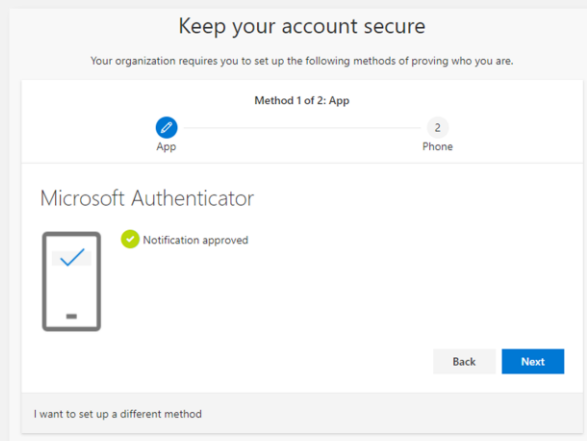 Keep your account secure
Your organization requires you to set up the following methods of proving who you are.
Method 1 of 2: App
2
App
Phone
Microsoft Authenticator
Notification approved
Back
Next
I want to set up a different method